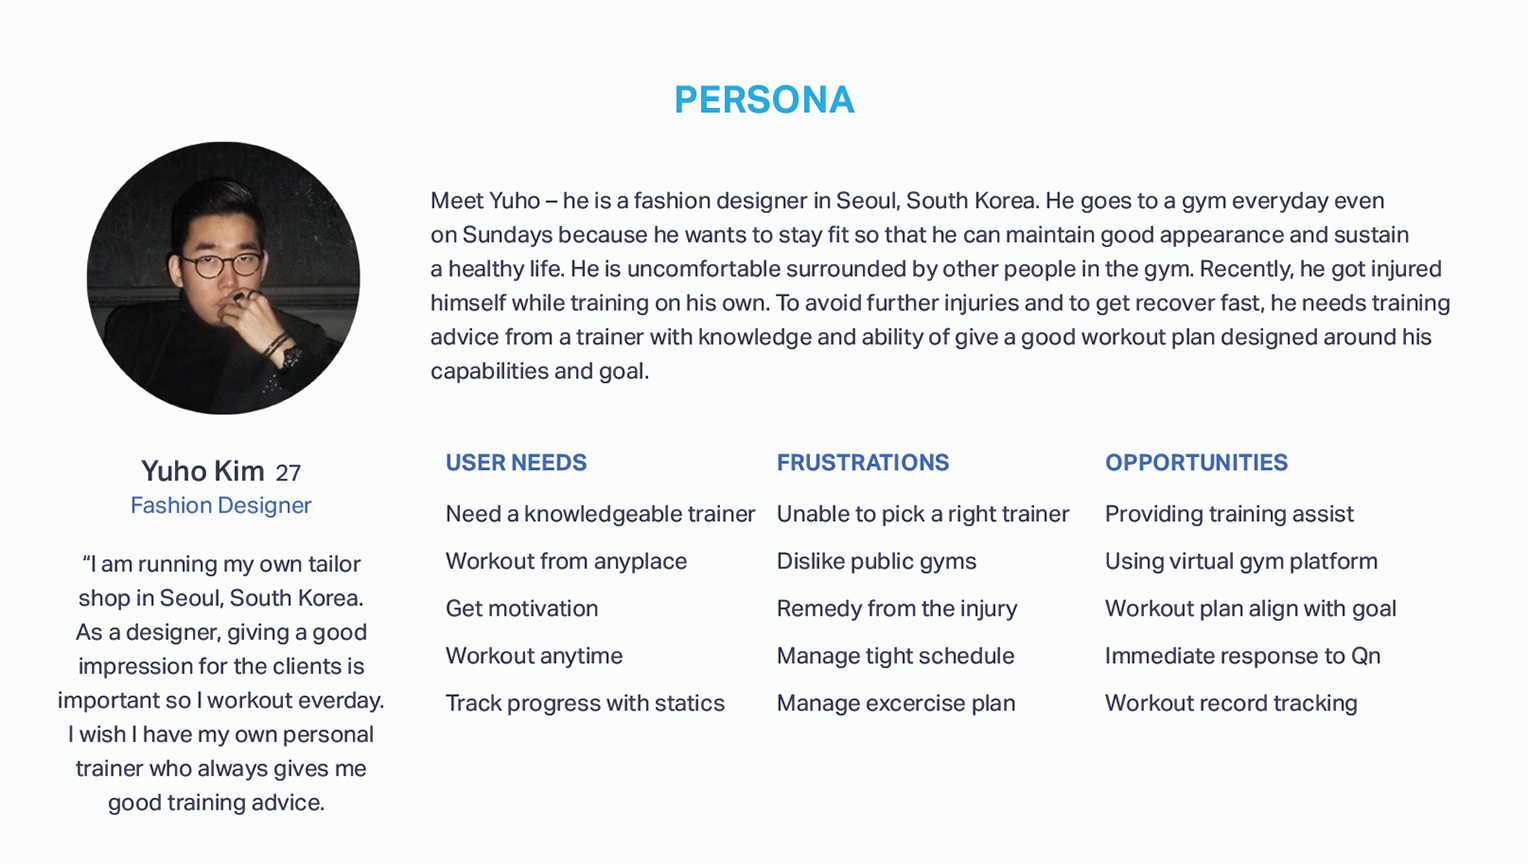 PERSONA
Meet Yuho – he is a fashion designer in Seoul, South Korea. He goes to a gym everyday even
on Sundays because he wants to stay fit so that he can maintain good appearance and sustain
a healthy life. He is uncomfortable surrounded by other people in the gym. Recently, he got injured
himself while training on his own. To avoid further injuries and to get recover fast, he needs training
advice from a trainer with knowledge and ability of give a good workout plan designed around his
capabilities and goal.
Yuho Kim 27
Fashion Designer
“I am running my own tailor
shop in Seoul, South Korea.
As a designer, giving a good
impression for the clients is
important so I workout everday.
I wish I have my own personal
trainer who always gives me
good training advice.
USER NEEDS
Need a knowledgeable trainer
Workout from anyplace
Get motivation
Workout anytime
Track progress with statics
FRUSTRATIONS
Unable to pick a right trainer
Dislike public gyms
Remedy from the injury
Manage tight schedule
Manage excercise plan
OPPORTUNITIES
Providing training assist
Using virtual gym platform
Workout plan align with goal
Immediate response to Qn
Workout record tracking